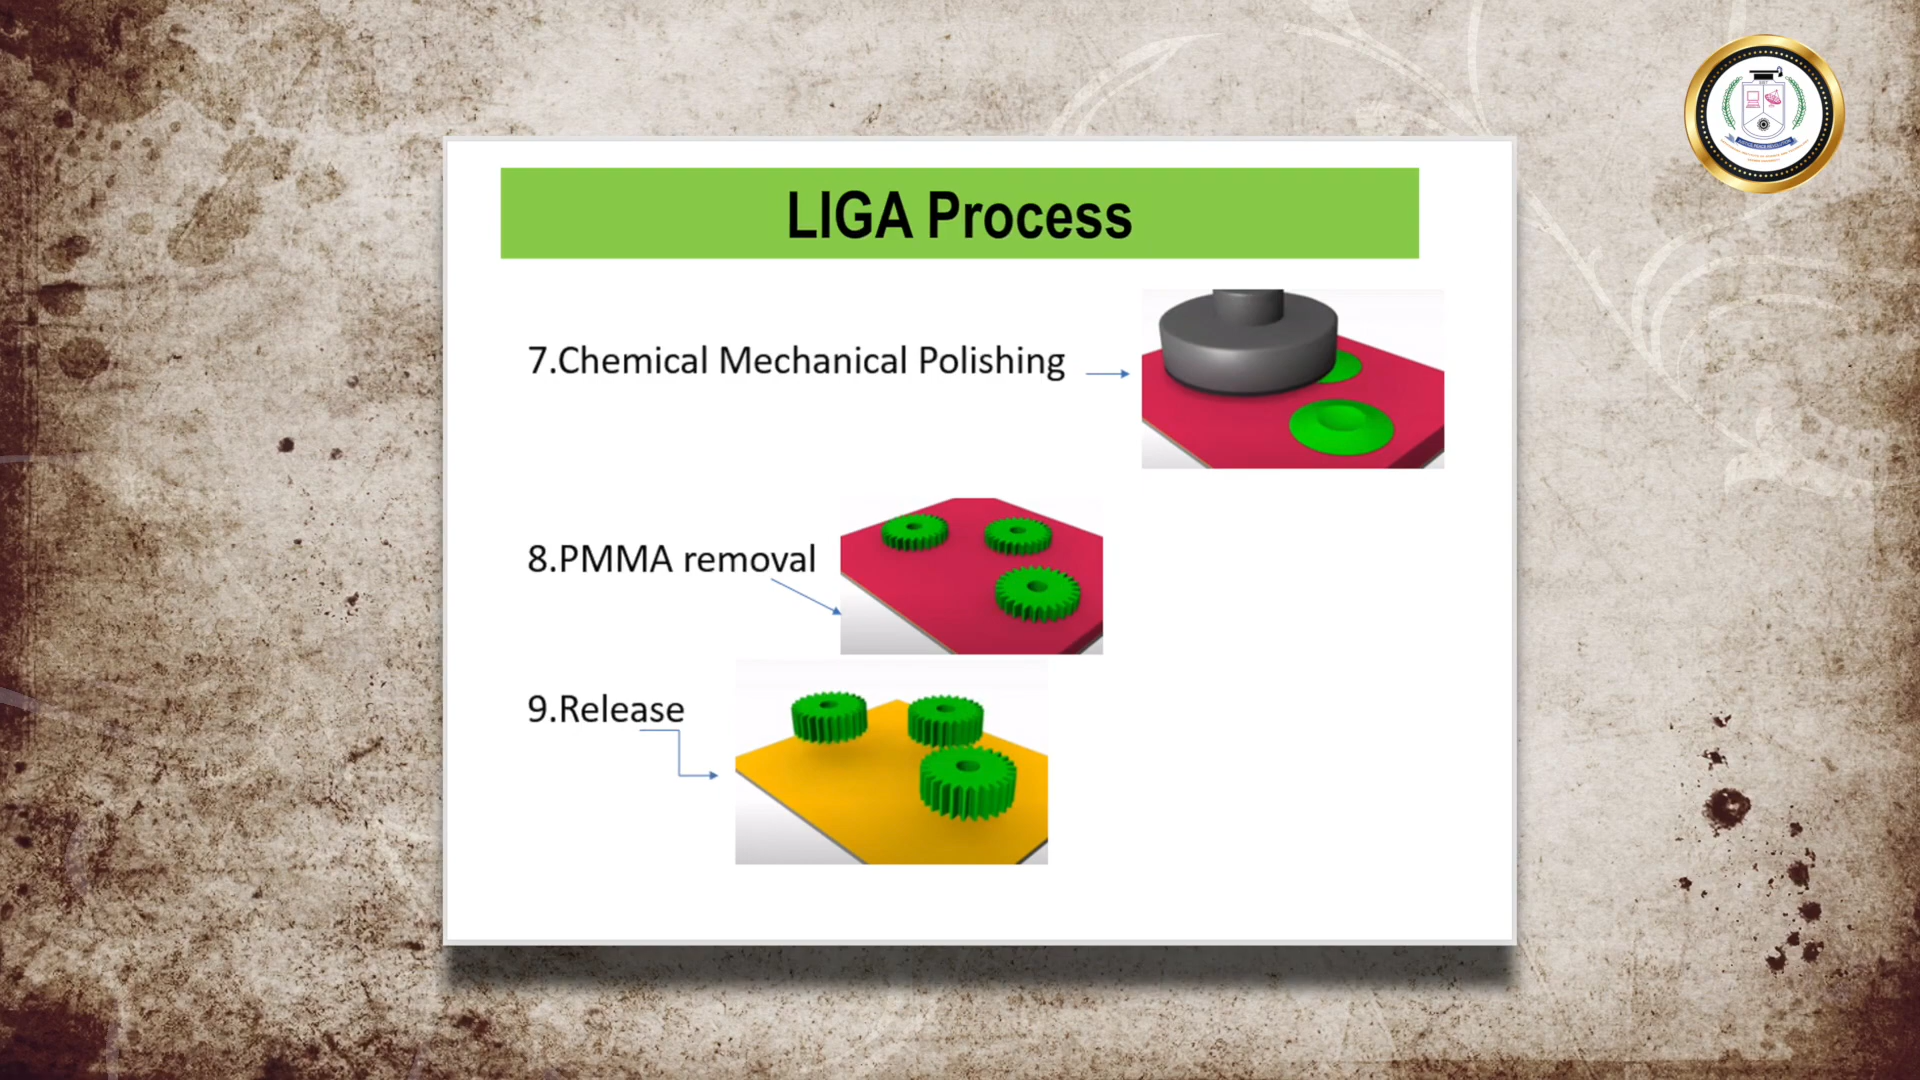 LIGA Process
7.Chemical Mechanical Polishing
8.PMMA removal
9.Release